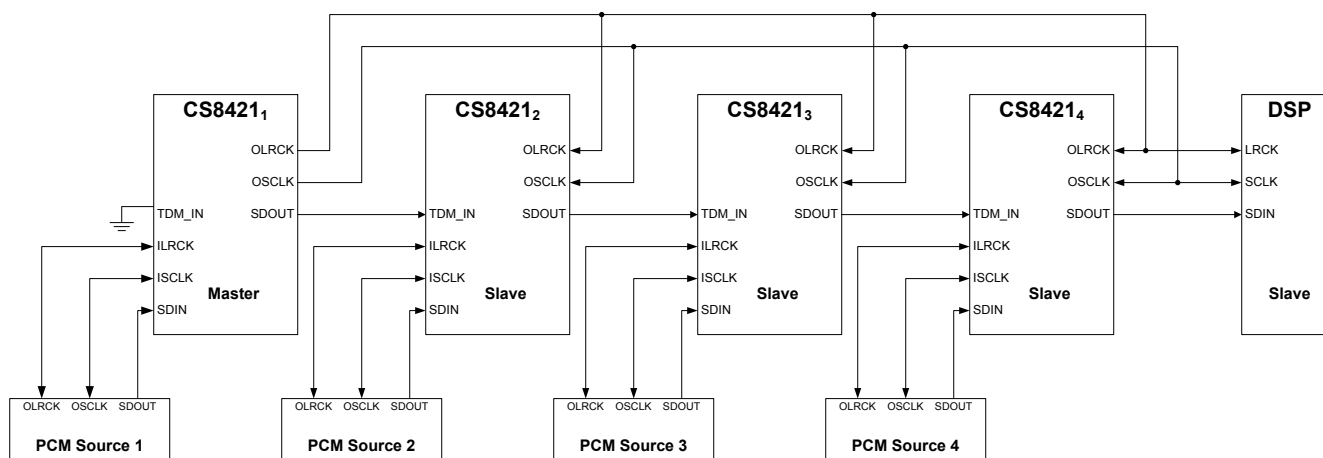 CS8421₁ CS8421₂ CS8421₃ CS8421₄ DSP
OLRCK OLRCK OLRCK OLRCK LRCK
OSCLK OSCLK OSCLK OSCLK SCLK
TDM_IN SDOUT TDM_IN SDOUT TDM_IN SDOUT TDM_IN SDOUT SDIN
ILRCK ILRCK ILRCK ILRCK
ISCLK ISCLK ISCLK ISCLK
Master Slave Slave Slave Slave
SDIN SDIN SDIN SDIN
OLRCK OSCLK SDOUT OLRCK OSCLK SDOUT OLRCK OSCLK SDOUT OLRCK OSCLK SDOUT
PCM Source 1 PCM Source 2 PCM Source 3 PCM Source 4